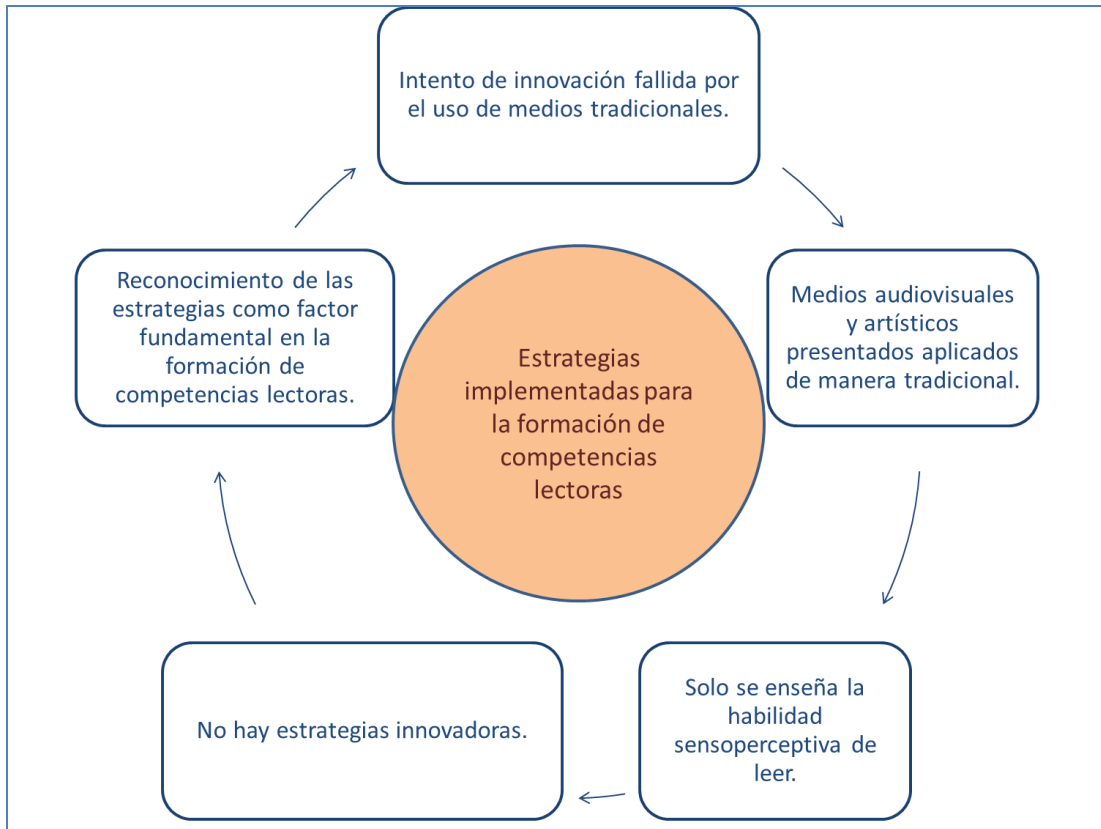 Intento de innovación fallida por
el uso de medios tradicionales.
Medios audiovisuales
y artísticos
presentados aplicados
de manera tradicional.
Solo se enseña la
habilidad
sensoperceptiva de
leer.
No hay estrategias innovadoras.
Reconocimiento de las
estrategias como factor
fundamental en la
formación de
competencias lectoras.
Estrategias
implementadas para
la formación de
competencias
lectoras